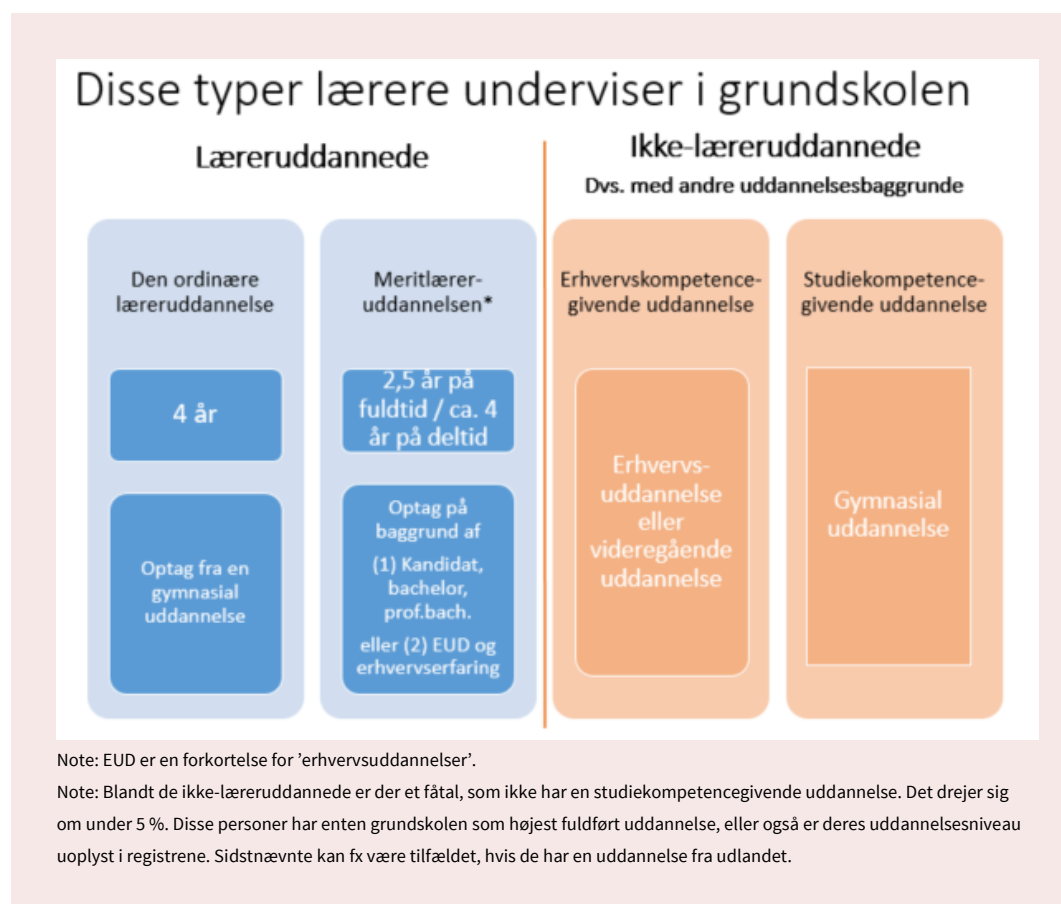 Disse typer lærere underviser i grundskolen
Læreruddannede
Ikke-læreruddannede
Dvs. med andre uddannelsesbaggrunde
Den ordinære
læreruddannelse
4 år
Optag fra en
gymnasial
uddannelse
Meritlærer-
uddannelsen*
2,5 år på
fuldtid / ca. 4
år på deltid
Optag på
baggrund af
(1) Kandidat,
bachelor,
prof.bach.
eller (2) EUD og
erhvervserfaring
Erhvervskompetence-
givende uddannelse
Erhvervs-
uddannelse
eller
videregående
uddannelse
Studiekompetence-
givende uddannelse
Gymnasial
uddannelse
Note: EUD er en forkortelse for ’erhvervsuddannelser’.
Note: Blandt de ikke-læreruddannede er der et fåtal, som ikke har en studiekompetencegivende uddannelse. Det drejer sig
om under 5 %. Disse personer har enten grundskolen som højest fuldført uddannelse, eller også er deres uddannelsesniveau
uoplyst i registrene. Sidstnævnte kan fx være tilfældet, hvis de har en uddannelse fra udlandet.